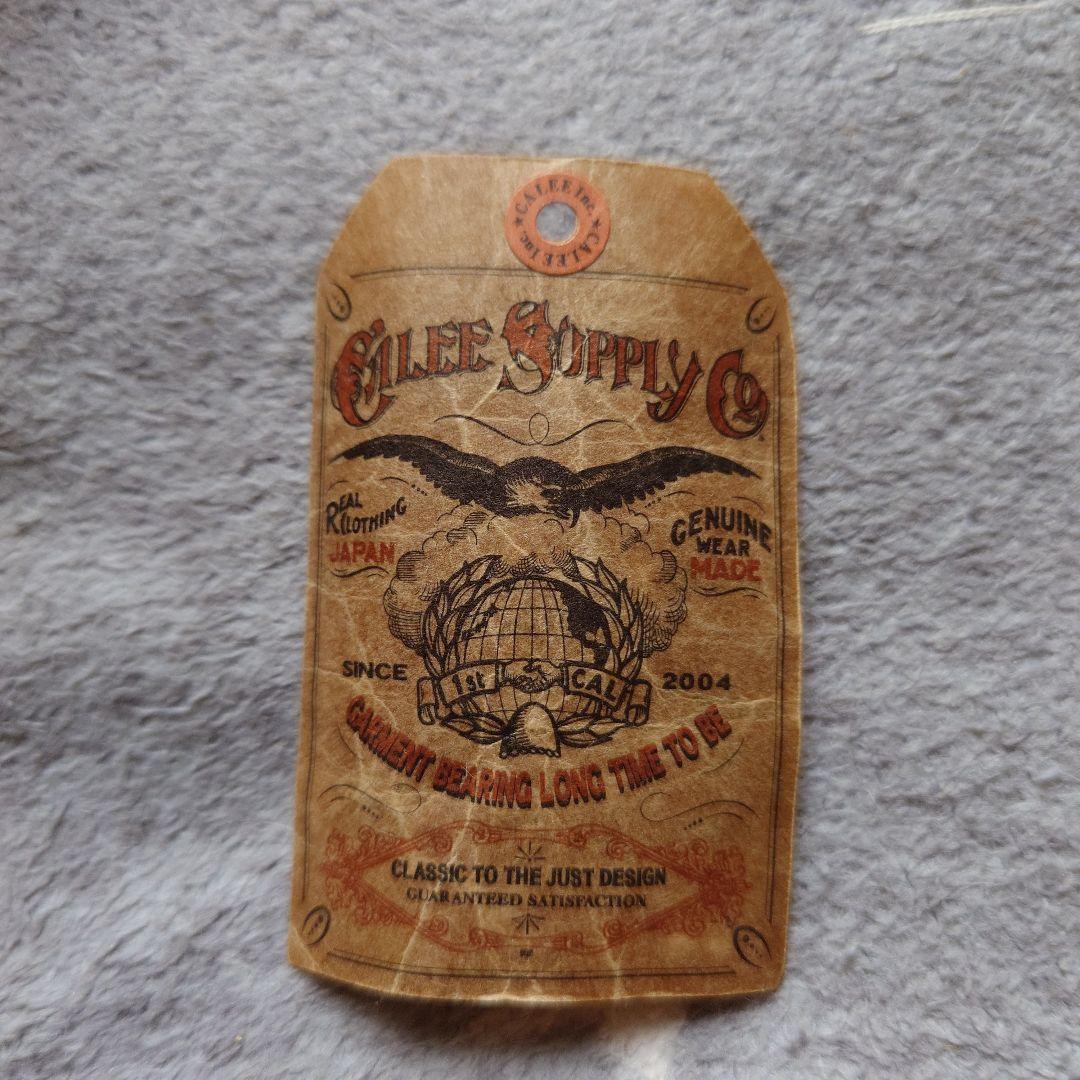 ★CALEE Inc.★CALEE Inc.
CALEE SUPPLY CO.
REAL CLOTHING
JAPAN
GENUINE
WEAR
MADE
SINCE
2004
1st CAL
GARMENT BEARING LONG TIME TO BE
CLASSIC TO THE JUST DESIGN
GUARANTEED SATISFACTION